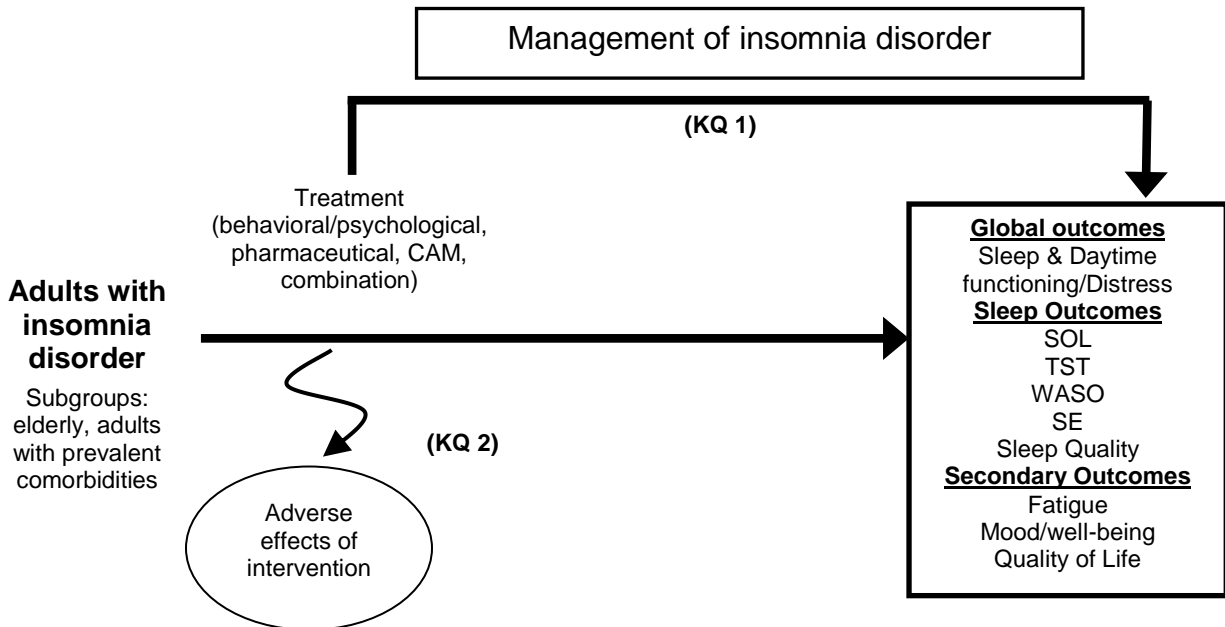 Management of insomnia disorder
(KQ 1)
Treatment
(behavioral/psychological,
pharmaceutical, CAM,
combination)
Adults with
insomnia
disorder
Subgroups:
elderly, adults
with prevalent
comorbidities
(KQ 2)
Adverse
effects of
intervention
Global outcomes
Sleep & Daytime
functioning/Distress
Sleep Outcomes
SOL
TST
WASO
SE
Sleep Quality
Secondary Outcomes
Fatigue
Mood/well-being
Quality of Life